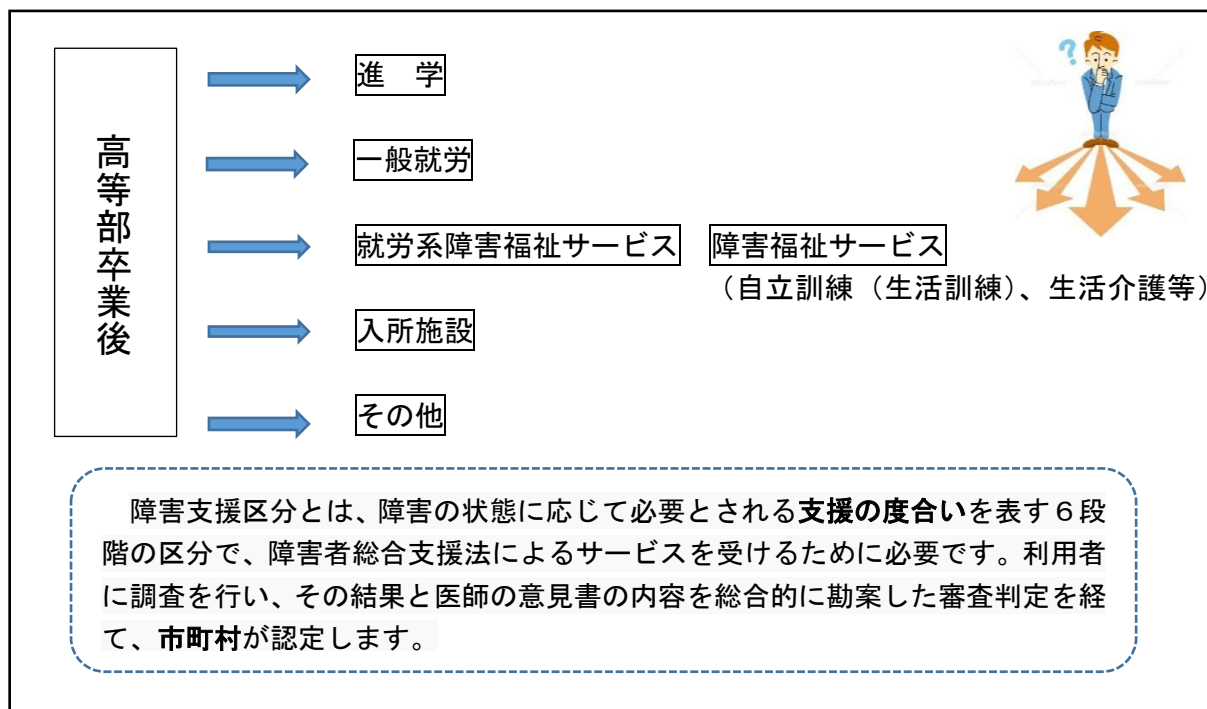 高等部卒業後
進　学
一般就労
就労系障害福祉サービス　障害福祉サービス
（自立訓練（生活訓練）、生活介護等）
入所施設
その他
?
　障害支援区分とは、障害の状態に応じて必要とされる支援の度合いを表す６段
階の区分で、障害者総合支援法によるサービスを受けるために必要です。利用者
に調査を行い、その結果と医師の意見書の内容を総合的に勘案した審査判定を経
て、市町村が認定します。